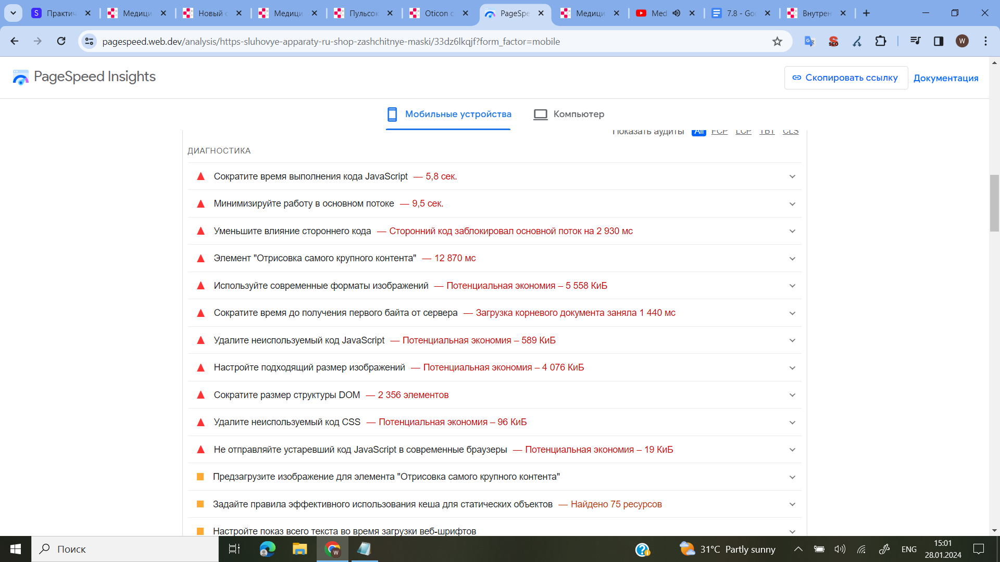 Практич
Медици
Новый с
Медици
Пульсок
Oticon с
PageSpe
Медици
Med
7.8 - Go
Внутрен
pagespeed.web.dev/analysis/https-sluhovye-apparaty-ru-shop-zashchitnye-maski/33dz6lkqjf?form_factor=mobile
SEO
W
PageSpeed Insights
Скопировать ссылку
Документация
Мобильные устройства
Компьютер
Показать аудиты All FCP LCP TBT CLS
ДИАГНОСТИКА
Сократите время выполнения кода JavaScript — 5,8 сек.
Минимизируйте работу в основном потоке — 9,5 сек.
Уменьшите влияние стороннего кода — Сторонний код заблокировал основной поток на 2 930 мс
Элемент "Отрисовка самого крупного контента" — 12 870 мс
Используйте современные форматы изображений — Потенциальная экономия – 5 558 КиБ
Сократите время до получения первого байта от сервера — Загрузка корневого документа заняла 1 440 мс
Удалите неиспользуемый код JavaScript — Потенциальная экономия – 589 КиБ
Настройте подходящий размер изображений — Потенциальная экономия – 4 076 КиБ
Сократите размер структуры DOM — 2 356 элементов
Удалите неиспользуемый код CSS — Потенциальная экономия – 96 КиБ
Не отправляйте устаревший код JavaScript в современные браузеры — Потенциальная экономия – 19 КиБ
Предзагрузите изображение для элемента "Отрисовка самого крупного контента"
Задайте правила эффективного использования кеша для статических объектов — Найдено 75 ресурсов
Настройте показ всего текста во время загрузки веб-шрифтов
Поиск
31°C Partly sunny
ENG
15:01
28.01.2024